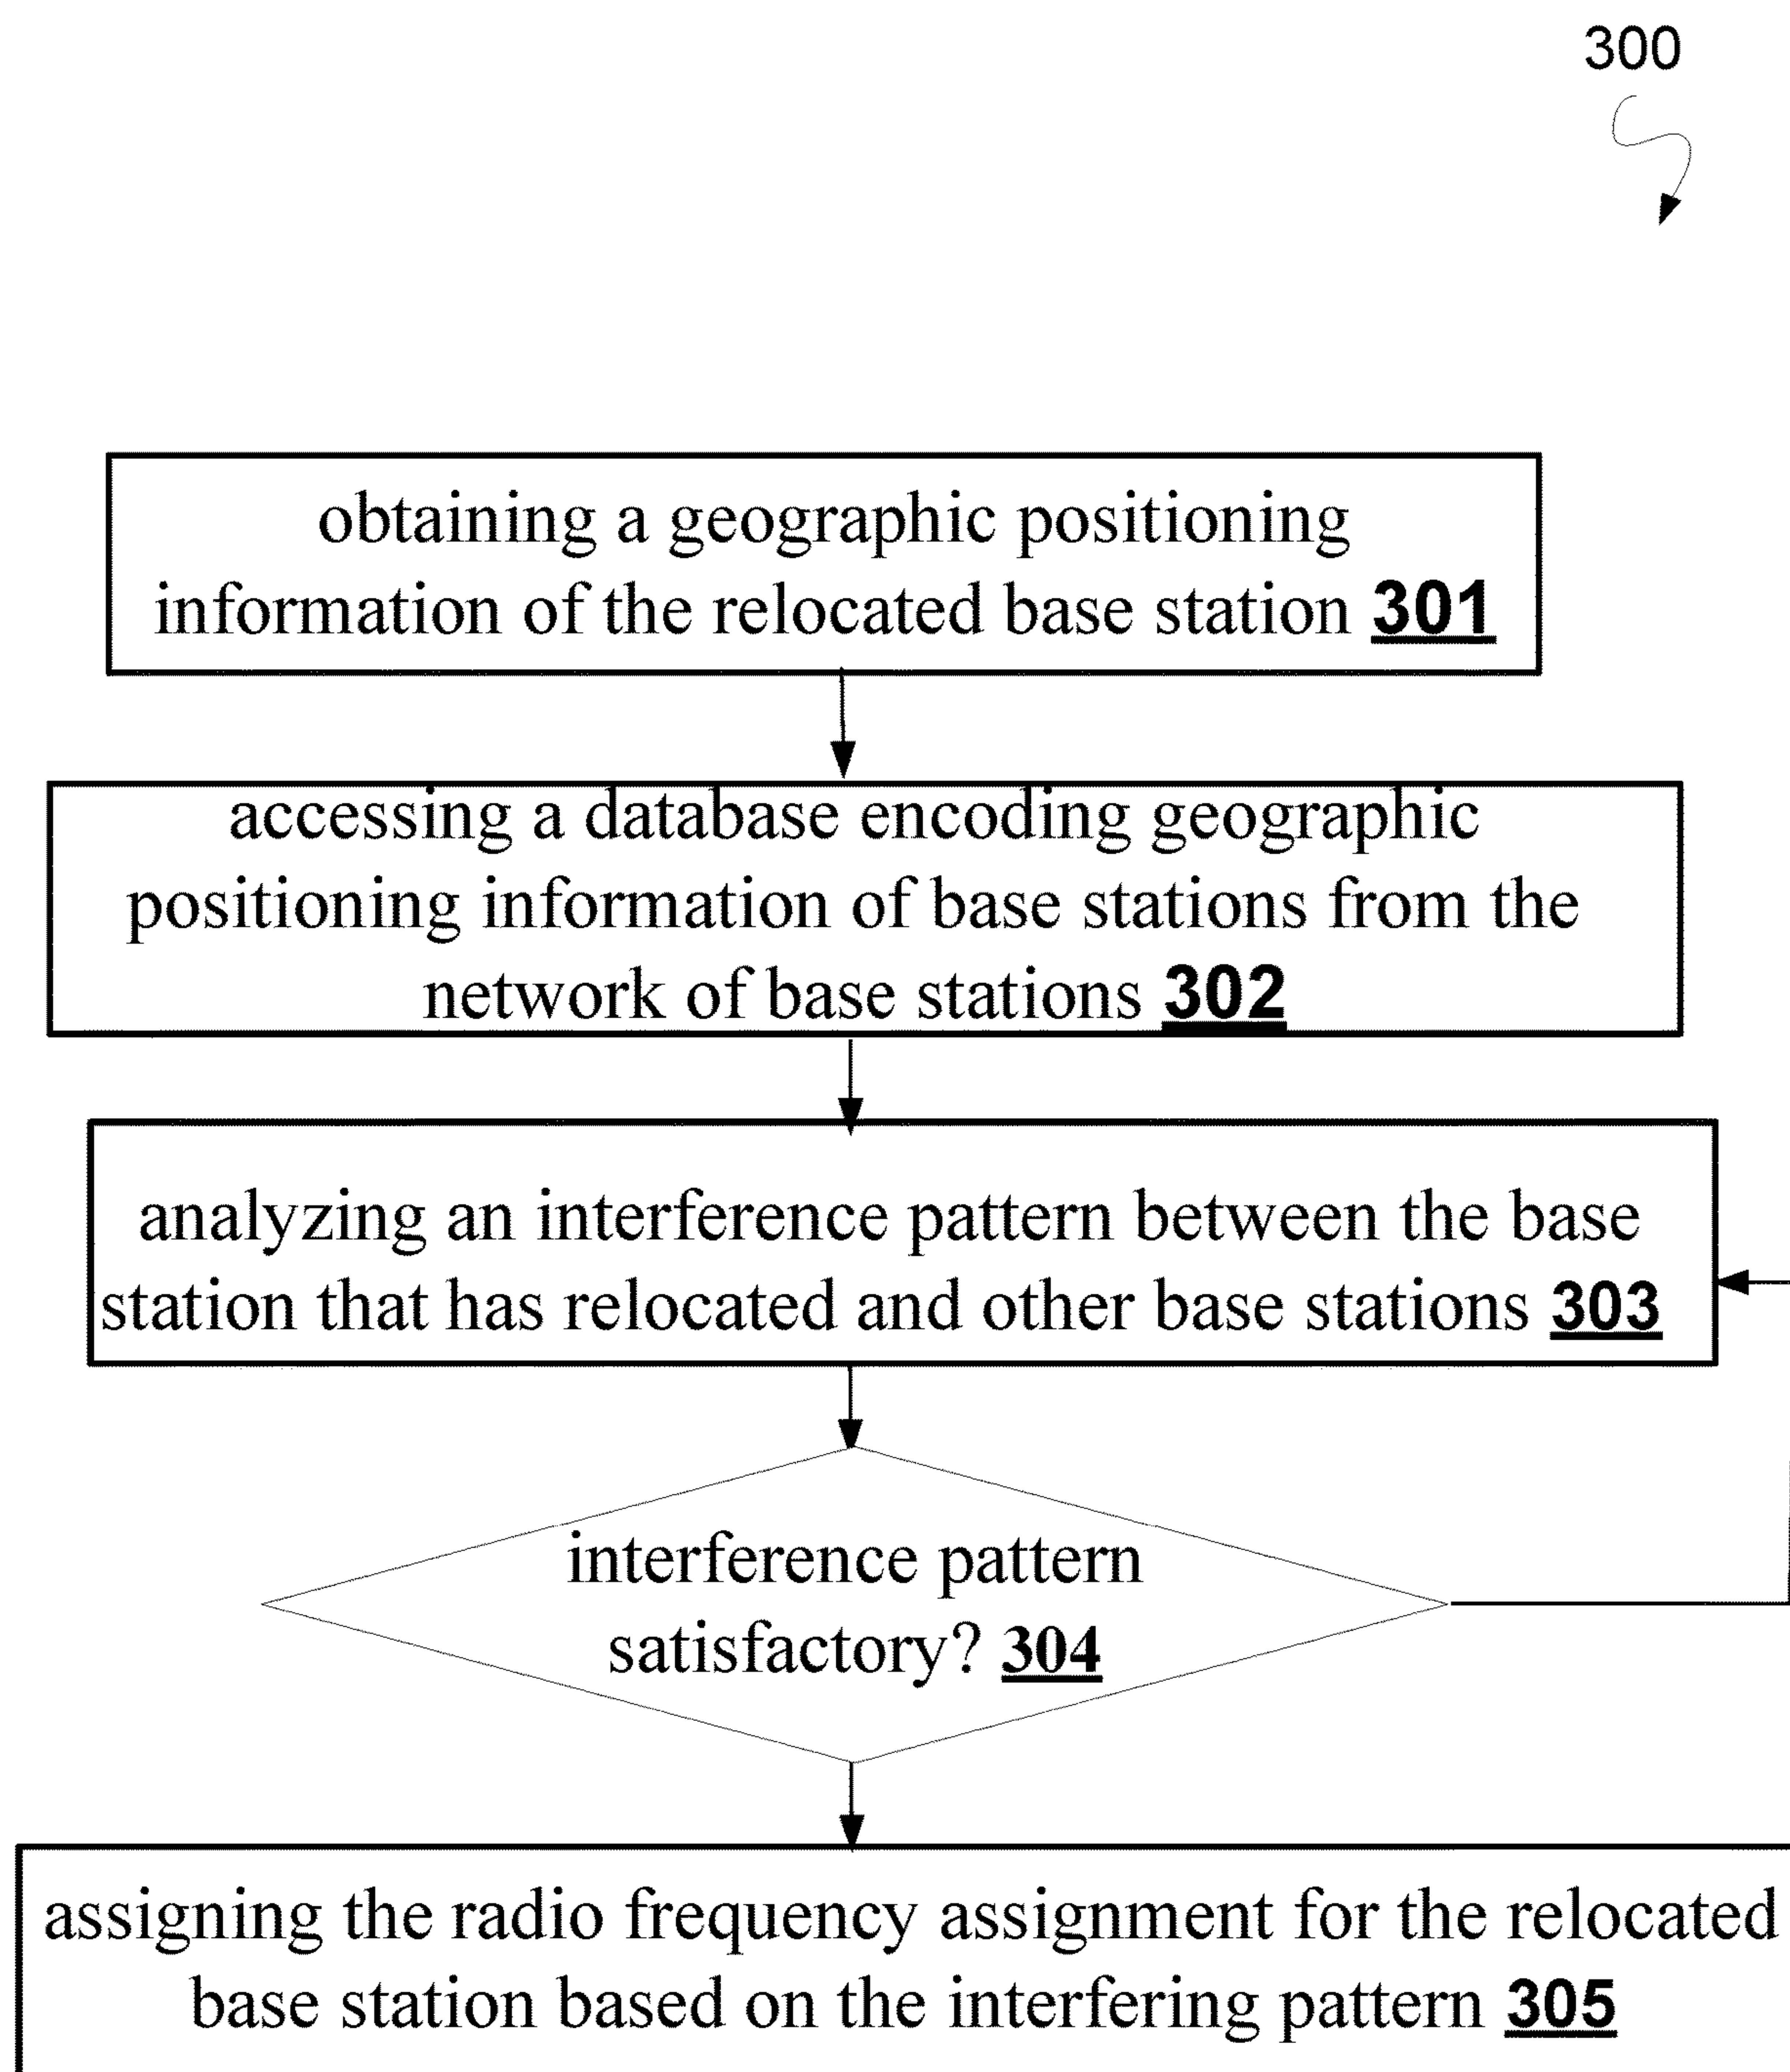 300
obtaining a geographic positioning
information of the relocated base station 301
accessing a database encoding geographic
positioning information of base stations from the
network of base stations 302
analyzing an interference pattern between the base
station that has relocated and other base stations 303
interference pattern
satisfactory? 304
assigning the radio frequency assignment for the relocated
base station based on the interfering pattern 305